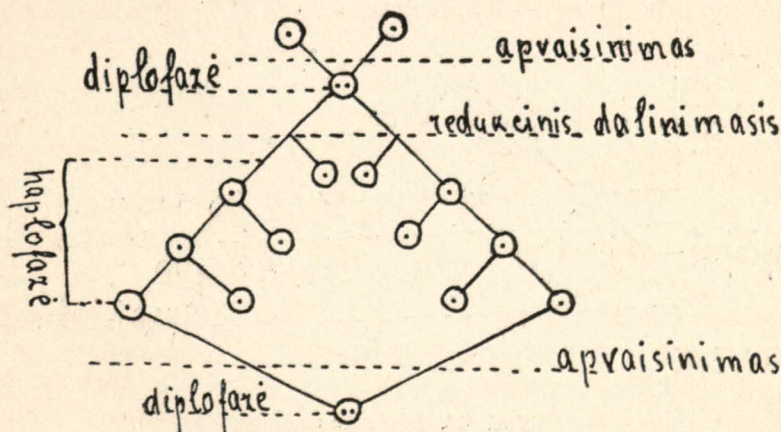 apvaisinimas
diplofazė
redukcinis dalinimasis
haplofazė
apvaisinimas
diplofazė